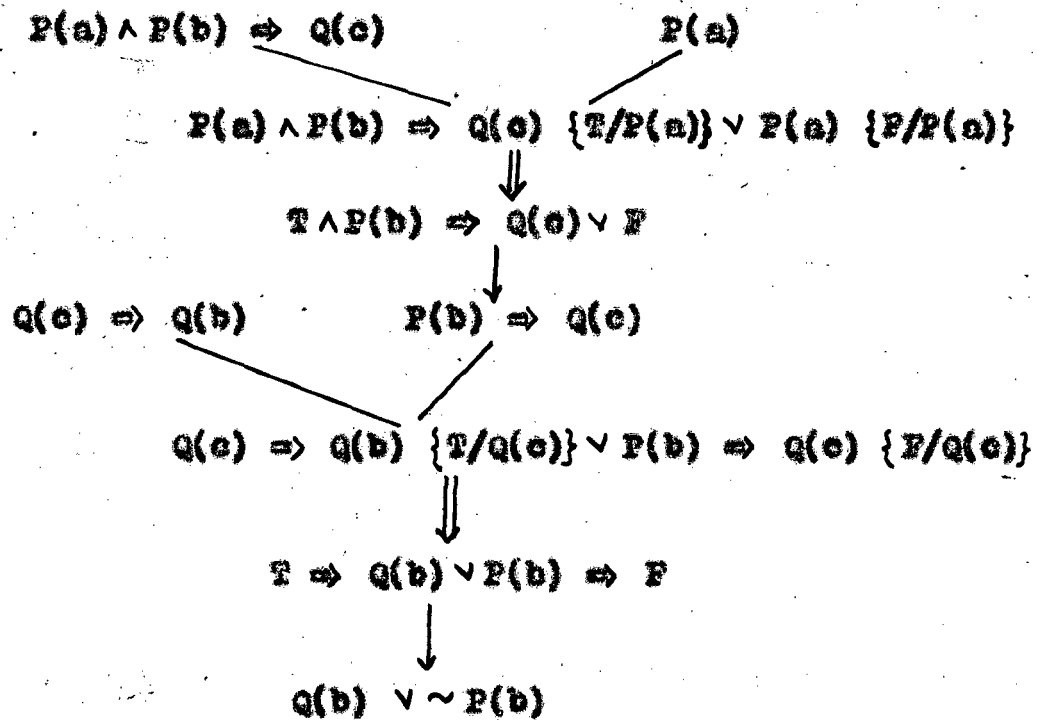 P(a) ∧ P(b) ⇒ Q(c) P(a)
P(a) ∧ P(b) ⇒ Q(c) {T/P(a)} ∨ P(a) {F/P(a)}
T ∧ P(b) ⇒ Q(c) ∨ F
Q(c) ⇒ Q(b) P(b) ⇒ Q(c)
Q(c) ⇒ Q(b) {T/Q(c)} ∨ P(b) ⇒ Q(c) {F/Q(c)}
T ⇒ Q(b) ∨ P(b) ⇒ F
Q(b) ∨ ~ P(b)